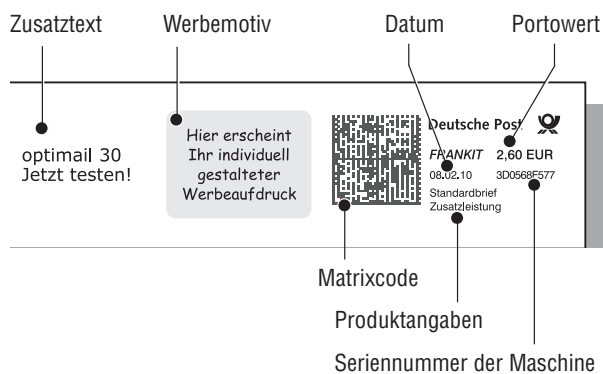 Zusatztext
Werbemotiv
Datum
Portowert
optimail 30
Jetzt testen!
Hier erscheint
Ihr individuell
gestalteter
Werbeaufdruck
Deutsche Post
FRANKIT 2,60 EUR
08.02.10 3D0568F577
Standardbrief
Zusatzleistung
Matrixcode
Produktangaben
Seriennummer der Maschine